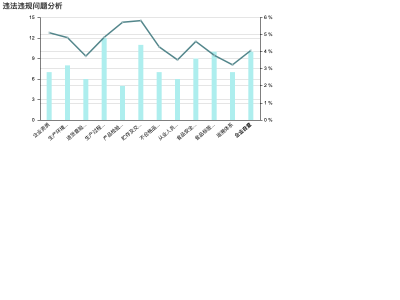 违法违规问题分析
15
12
9
6
3
0
6 %
5 %
4 %
3 %
2 %
1 %
0 %
企业资质
生产环境...
进货查验...
生产过程...
产品检验...
贮存及交...
不合格品...
从业人员...
食品安全...
食品标签...
追溯体系
企业自查